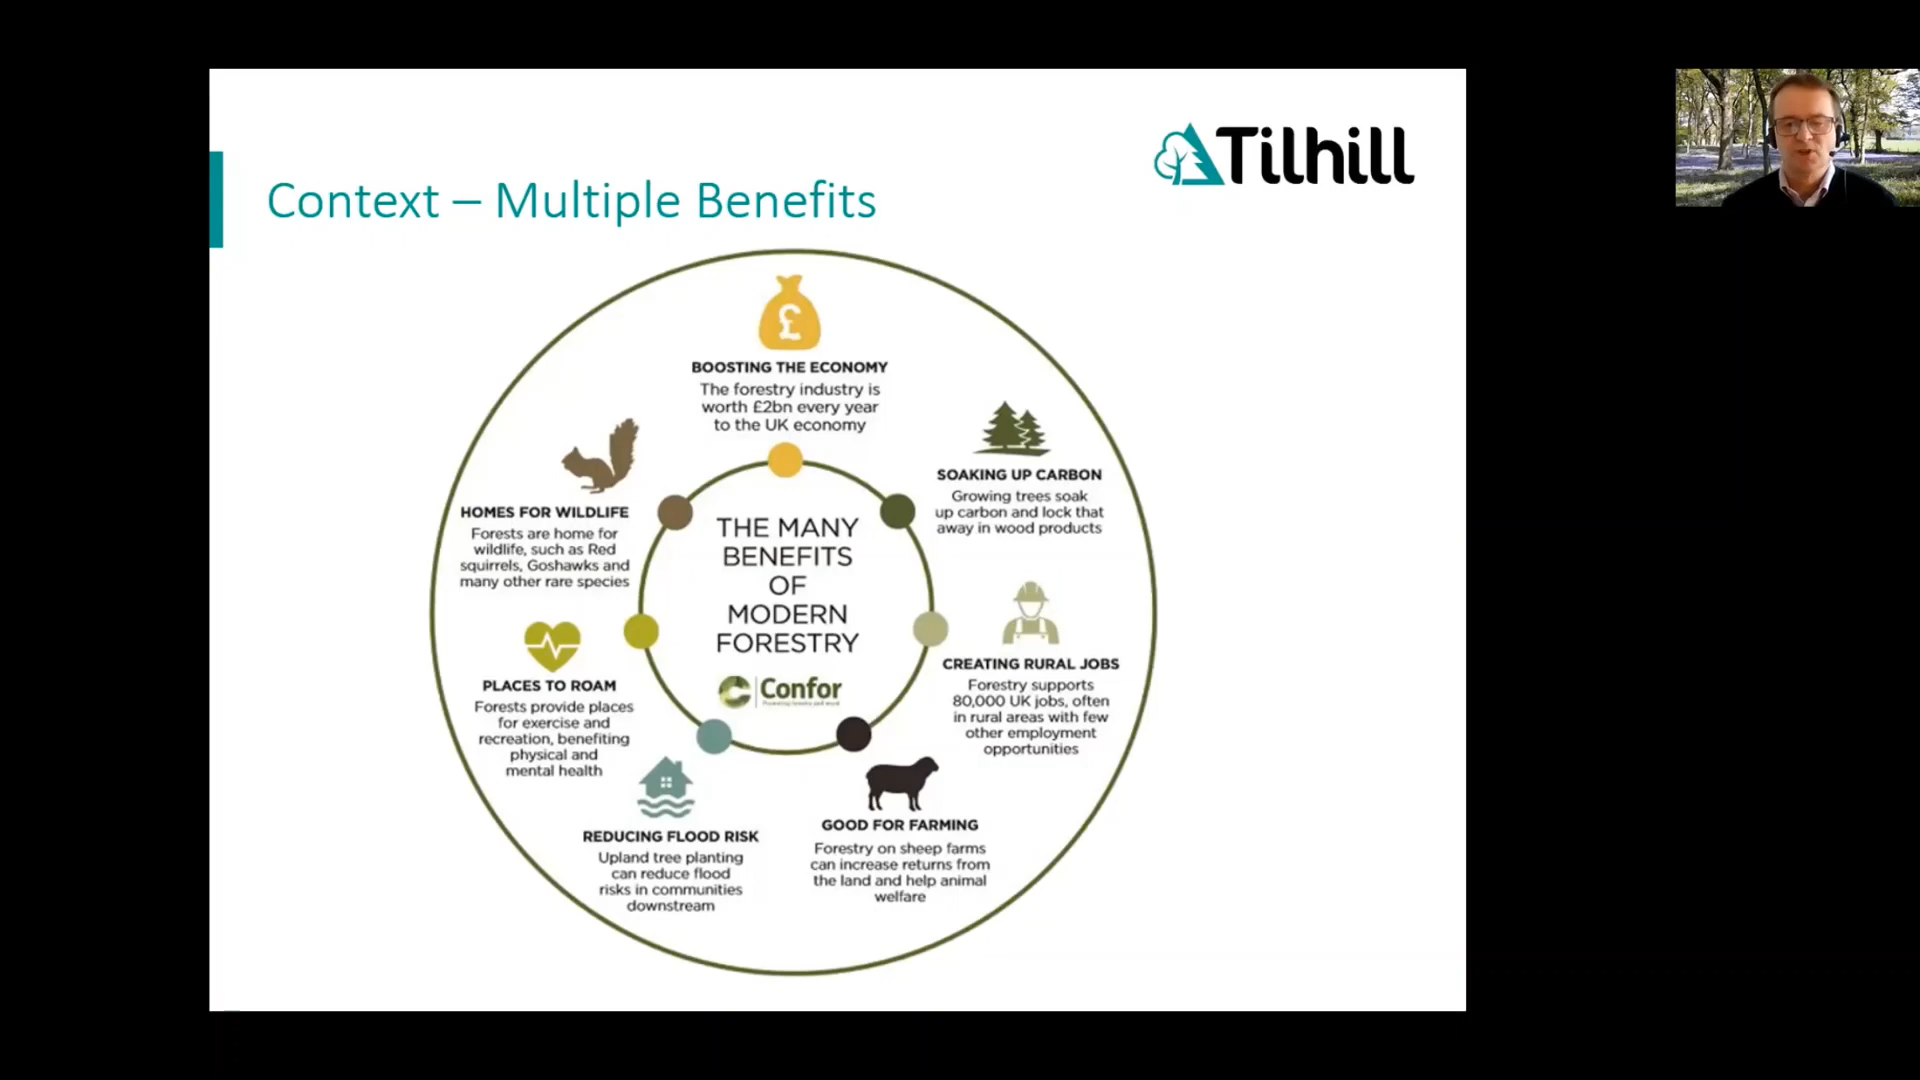 Tilhill
Context – Multiple Benefits
£
BOOSTING THE ECONOMY
The forestry industry is
worth £2bn every year
to the UK economy
SOAKING UP CARBON
Growing trees soak
up carbon and lock that
away in wood products
CREATING RURAL JOBS
Forestry supports
80,000 UK jobs, often
in rural areas with few
other employment
opportunities
GOOD FOR FARMING
Forestry on sheep farms
can increase returns from
the land and help animal
welfare
REDUCING FLOOD RISK
Upland tree planting
can reduce flood
risks in communities
downstream
PLACES TO ROAM
Forests provide places
for exercise and
recreation, benefiting
physical and
mental health
HOMES FOR WILDLIFE
Forests are home for
wildlife, such as Red
squirrels, Goshawks and
many other rare species
THE MANY
BENEFITS
OF
MODERN
FORESTRY
Confor